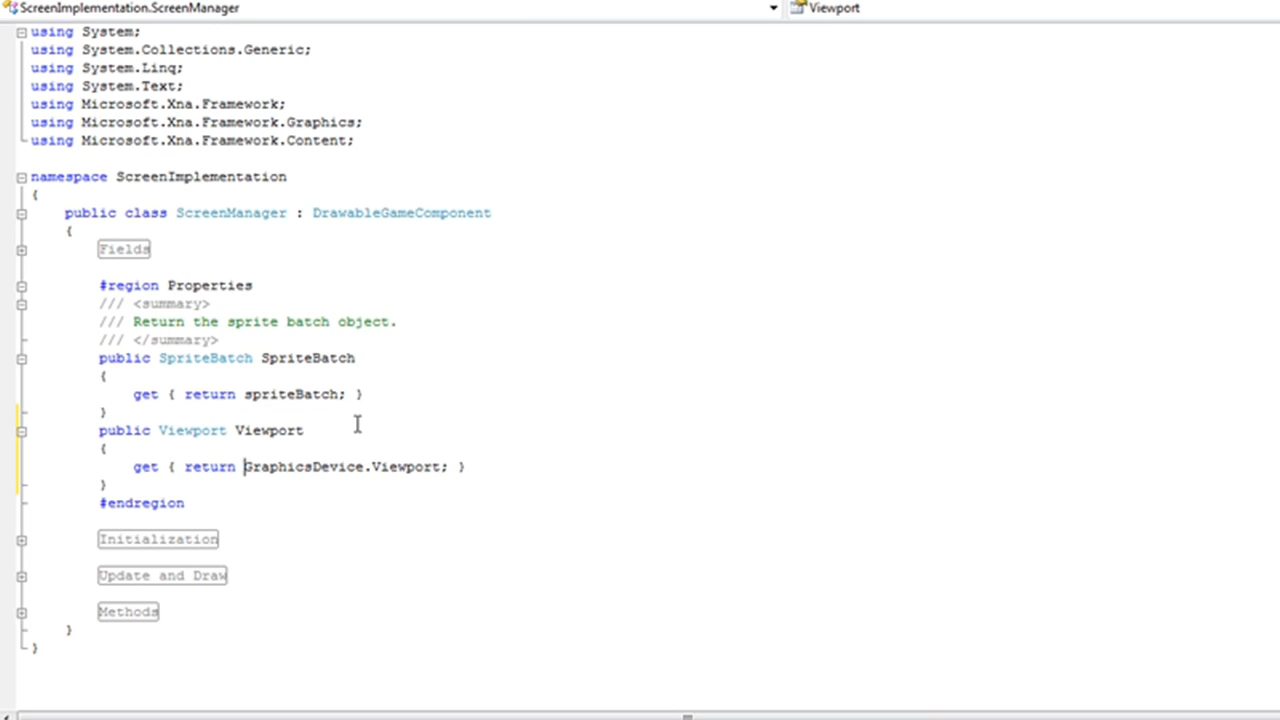 ScreenImplementation.ScreenManager
Viewport
using System;
using System.Collections.Generic;
using System.Linq;
using System.Text;
using Microsoft.Xna.Framework;
using Microsoft.Xna.Framework.Graphics;
using Microsoft.Xna.Framework.Content;
namespace ScreenImplementation
{
public class ScreenManager : DrawableGameComponent
{
Fields
#region Properties
/// <summary>
/// Return the sprite batch object.
/// </summary>
public SpriteBatch SpriteBatch
{
get { return spriteBatch; }
}
public Viewport Viewport
{
get { return GraphicsDevice.Viewport; }
}
#endregion
Initialization
Update and Draw
Methods
}
}